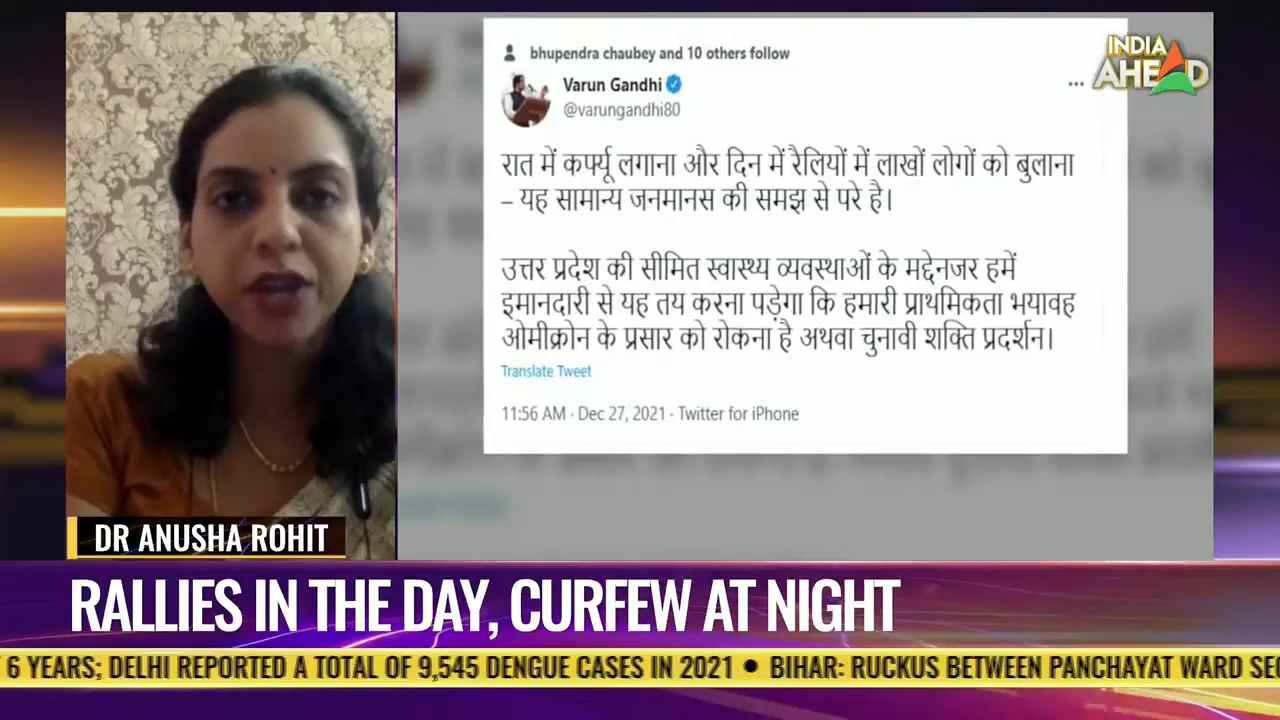 INDIA
AHEAD
bhupendra chaubey and 10 others follow
Varun Gandhi
@varungandhi80
रात में कर्फ्यू लगाना और दिन में रैलियों में लाखों लोगों को बुलाना
– यह सामान्य जनमानस की समझ से परे है।
उत्तर प्रदेश की सीमित स्वास्थ्य व्यवस्थाओं के मद्देनजर हमें
इमानदारी से यह तय करना पड़ेगा कि हमारी प्राथमिकता भयावह
ओमीक्रोन के प्रसार को रोकना है अथवा चुनावी शक्ति प्रदर्शन।
Translate Tweet
11:56 AM · Dec 27, 2021 · Twitter for iPhone
DR ANUSHA ROHIT
RALLIES IN THE DAY, CURFEW AT NIGHT
6 YEARS; DELHI REPORTED A TOTAL OF 9,545 DENGUE CASES IN 2021 • BIHAR: RUCKUS BETWEEN PANCHAYAT WARD SEC